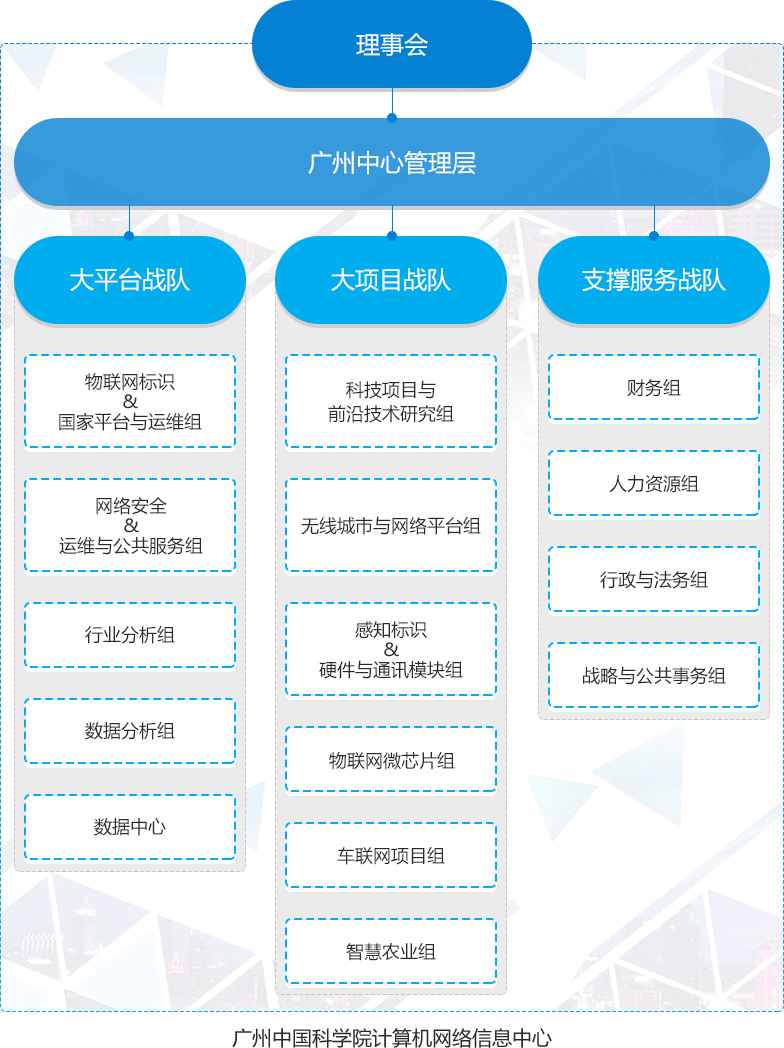 理事会
广州中心管理层
大平台战队
物联网标识
&
国家平台与运维组
网络安全
&
运维与公共服务组
行业分析组
数据分析组
数据中心
大项目战队
科技项目与
前沿技术研究组
无线城市与网络平台组
感知标识
&
硬件与通讯模块组
物联网微芯片组
车联网项目组
智慧农业组
支撑服务战队
财务组
人力资源组
行政与法务组
战略与公共事务组
广州中国科学院计算机网络信息中心